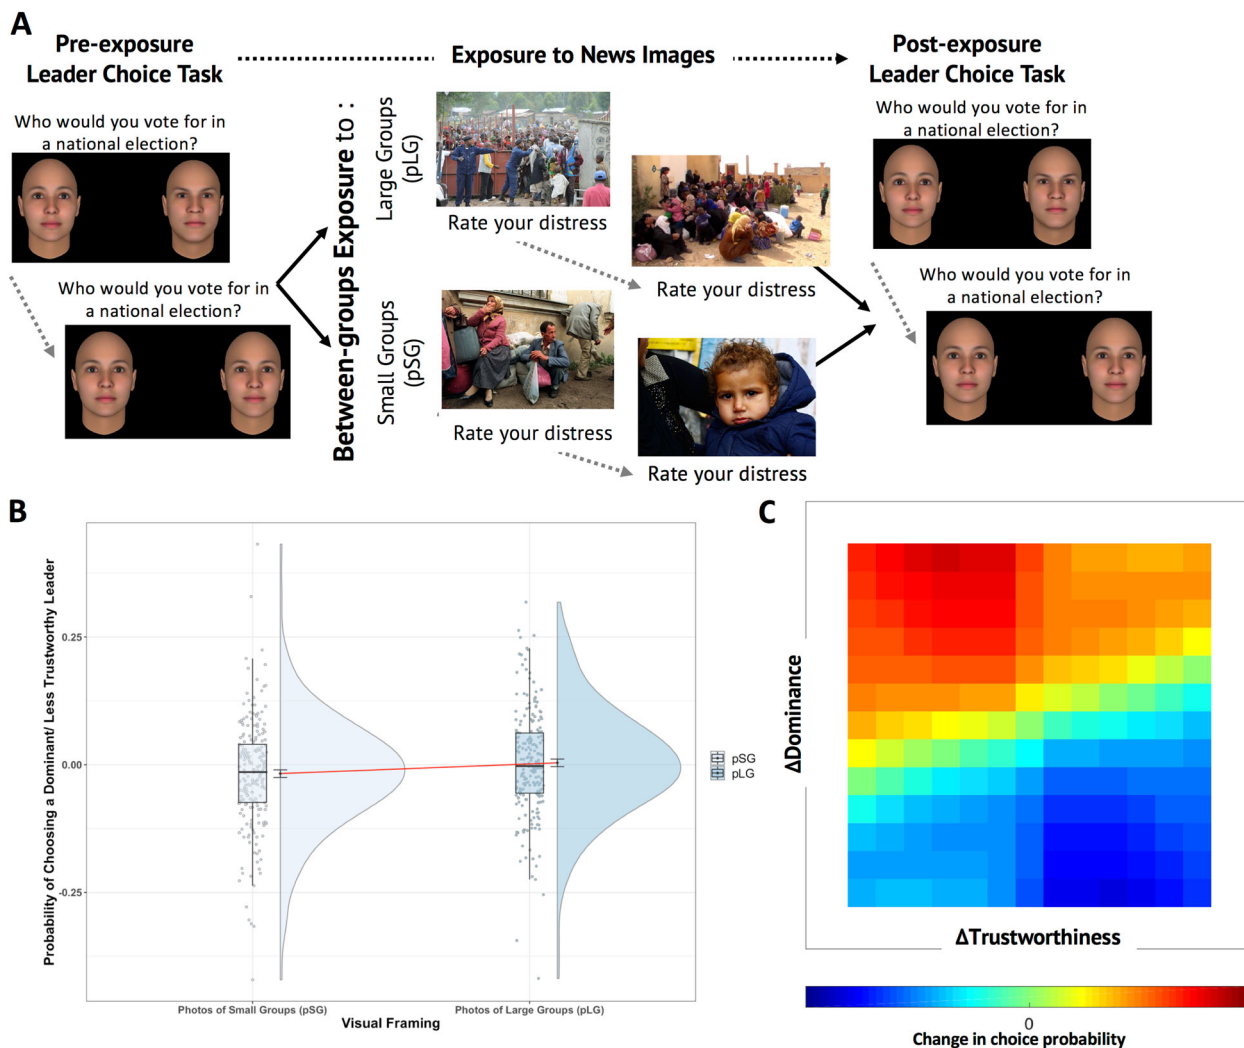 A
Pre-exposure
Leader Choice Task
Exposure to News Images
Post-exposure
Leader Choice Task
Who would you vote for in
a national election?
Who would you vote for in
a national election?
Between-groups Exposure to :
Large Groups
(pLG)
Rate your distress
Rate your distress
Small Groups
(pSG)
Rate your distress
Rate your distress
Who would you vote for in
a national election?
Who would you vote for in
a national election?
B
Probability of Choosing a Dominant/ Less Trustworthy Leader
0.25
0.00
-0.25
Photos of Small Groups (pSG)
Photos of Large Groups (pLG)
Visual Framing
pSG
pLG
C
ΔDominance
ΔTrustworthiness
0
Change in choice probability